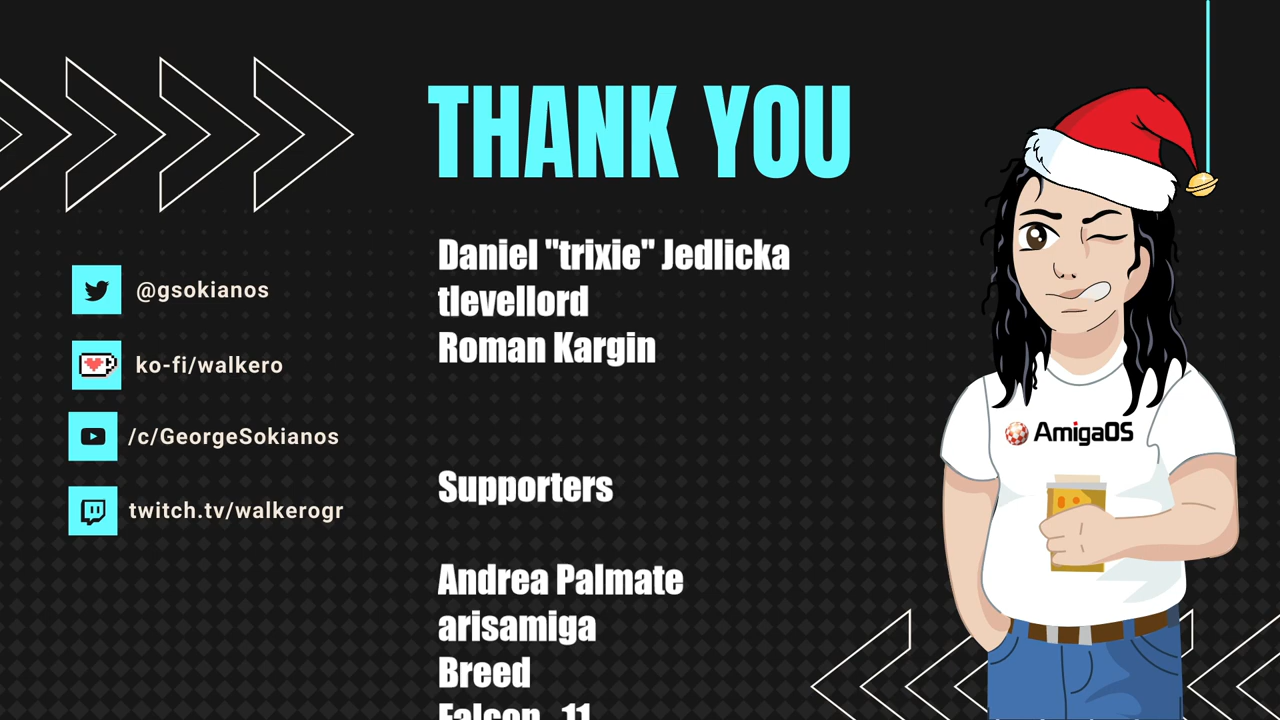 THANK YOU
@gsokianos
ko-fi/walkero
/c/GeorgeSokianos
twitch.tv/walkerogr
Daniel "trixie" Jedlicka
tlevellord
Roman Kargin
Supporters
Andrea Palmate
arisamiga
Breed
AmigaOS